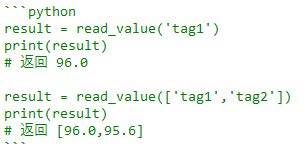 ```python
result = read_value('tag1')
print(result)
# 返回 96.0

result = read_value(['tag1','tag2'])
print(result)
# 返回 [96.0,95.6]
```